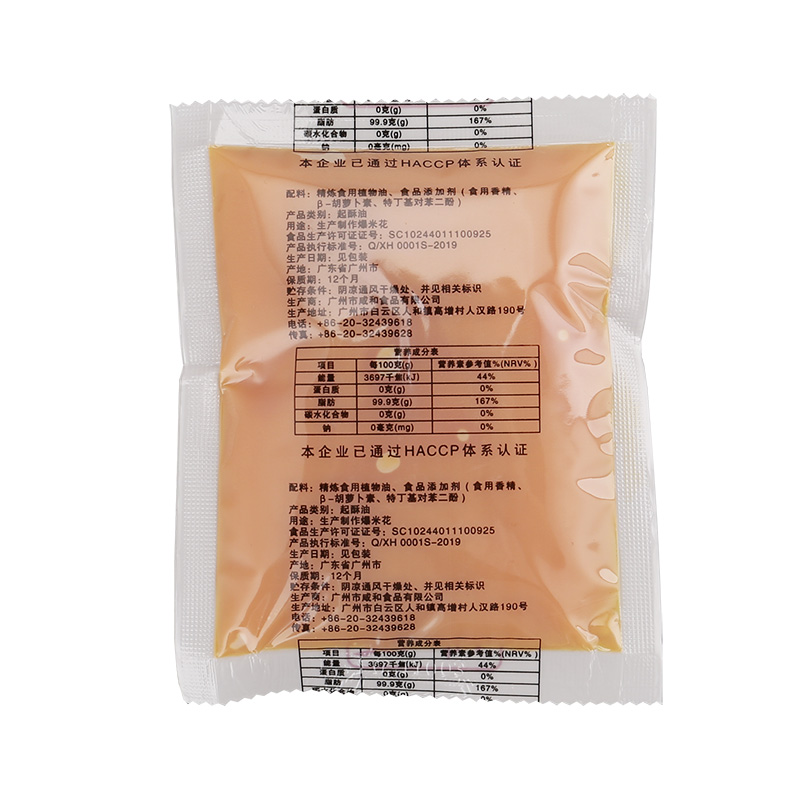 蛋白质 0克(g) 0%
脂肪 99.9克(g) 167%
碳水化合物 0克(g) 0%
钠 0毫克(mg) 0%
本企业已通过HACCP体系认证
配料：精炼食用植物油、食品添加剂（食用香精、
β-胡萝卜素、特丁基对苯二酚）
产品类别：起酥油
用途：生产制作爆米花
食品生产许可证证号：SC10244011100925
产品执行标准号：Q/XH 0001S-2019
生产日期：见包装
产地：广东省广州市
保质期：12个月
贮存条件：阴凉通风干燥处、并见相关标识
生产商：广州市咸和食品有限公司
生产地址：广州市白云区人和镇高增村人汉路190号
电话：+86-20-32439618
传真：+86-20-32439628
营养成分表
项目 每100克(g) 营养素参考值%(NRV%)
能量 3697千焦(kJ) 44%
蛋白质 0克(g) 0%
脂肪 99.9克(g) 167%
碳水化合物 0克(g) 0%
钠 0毫克(mg) 0%
本企业已通过HACCP体系认证
配料：精炼食用植物油、食品添加剂（食用香精、
β-胡萝卜素、特丁基对苯二酚）
产品类别：起酥油
用途：生产制作爆米花
食品生产许可证证号：SC10244011100925
产品执行标准号：Q/XH 0001S-2019
生产日期：见包装
产地：广东省广州市
保质期：12个月
贮存条件：阴凉通风干燥处、并见相关标识
生产商：广州市咸和食品有限公司
生产地址：广州市白云区人和镇高增村人汉路190号
电话：+86-20-32439618
传真：+86-20-32439628
营养成分表
项目 每100克(g) 营养素参考值%(NRV%)
能量 3697千焦(kJ) 44%
蛋白质 0克(g) 0%
脂肪 99.9克(g) 167%
碳水化合物 0克(g) 0%